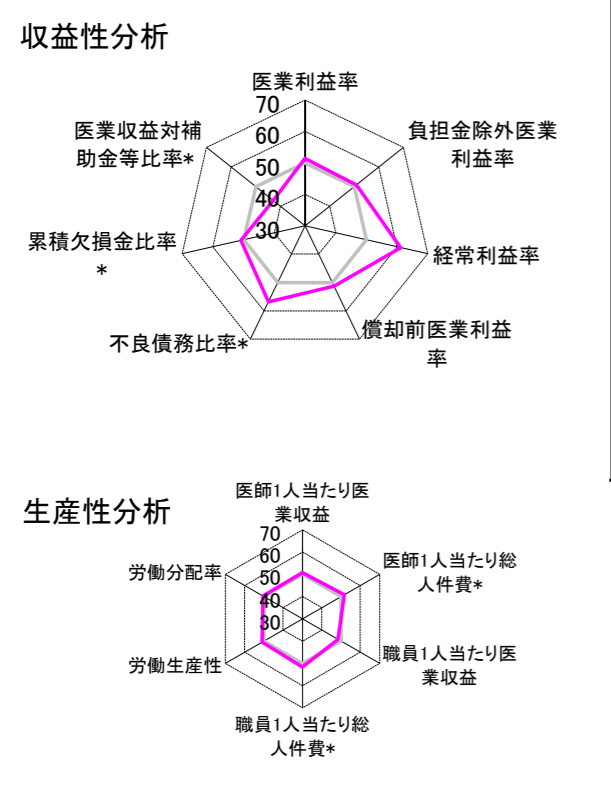 収益性分析
医業利益率
70
60
50
40
30
負担金除外医業
利益率
経常利益率
償却前医業利益
率
不良債務比率*
累積欠損金比率
*
医業収益対補
助金等比率*
生産性分析
医師1人当たり医
業収益
70
60
50
40
30
医師1人当たり総
人件費*
職員1人当たり医
業収益
職員1人当たり総
人件費*
労働生産性
労働分配率